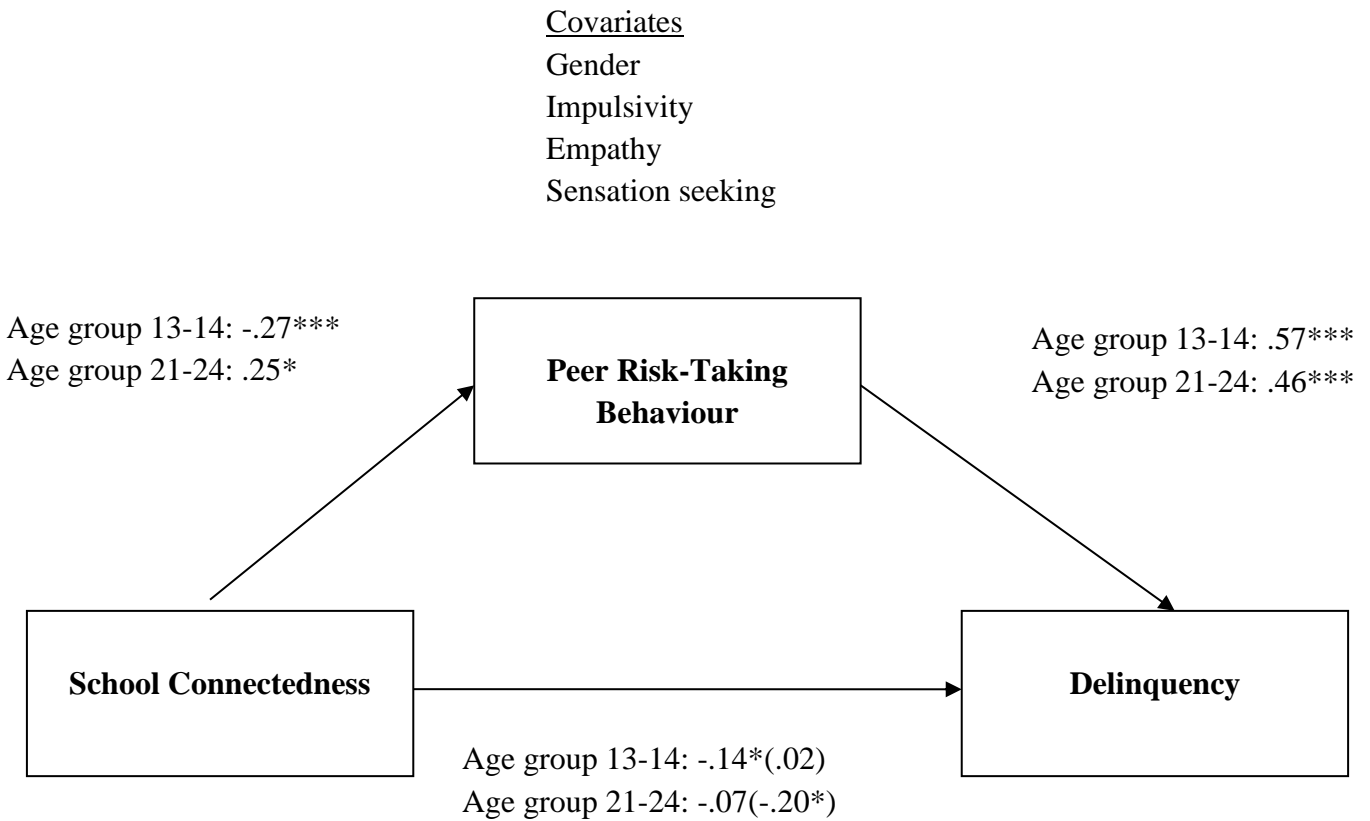 Covariates
Gender
Impulsivity
Empathy
Sensation seeking
Age group 13-14: -.27***
Age group 21-24: .25*
Peer Risk-Taking
Behaviour
Age group 13-14: .57***
Age group 21-24: .46***
School Connectedness
Delinquency
Age group 13-14: -.14*(.02)
Age group 21-24: -.07(-.20*)